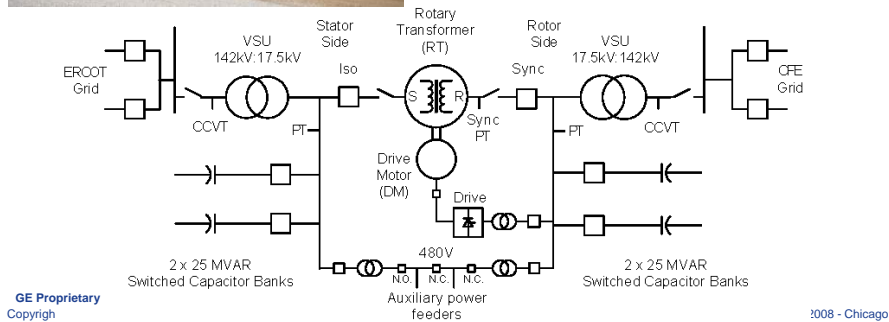 Rotary
Transformer
(RT)
Stator
Side
Rotor
Side
VSU
142kV:17.5kV
VSU
17.5kV:142kV
Iso
Sync
ERCOT
Grid
CFE
Grid
S
R
CCVT
CCVT
PT
Sync
PT
PT
Drive
Motor
(DM)
Drive
480V
N.O.
N.C.
N.C.
2 x 25 MVAR
Switched Capacitor Banks
2 x 25 MVAR
Switched Capacitor Banks
Auxiliary power
feeders
GE Proprietary
Copyrigh
2008 - Chicago